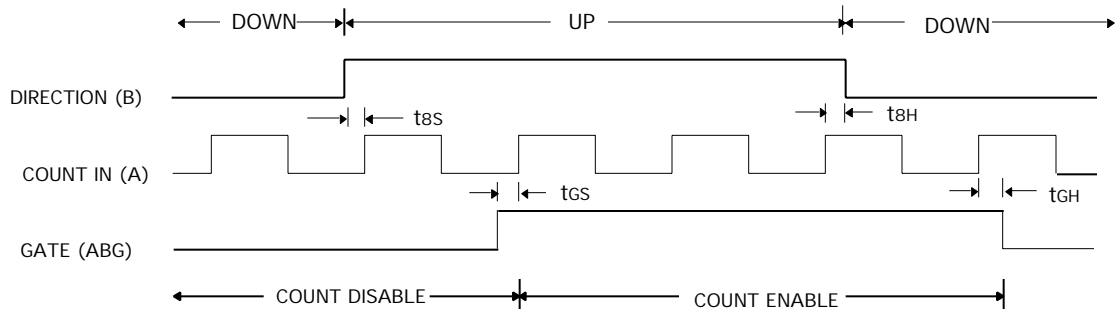 DOWN UP DOWN
DIRECTION (B)
t8S t8H
COUNT IN (A)
tGS tGH
GATE (ABG)
COUNT DISABLE COUNT ENABLE